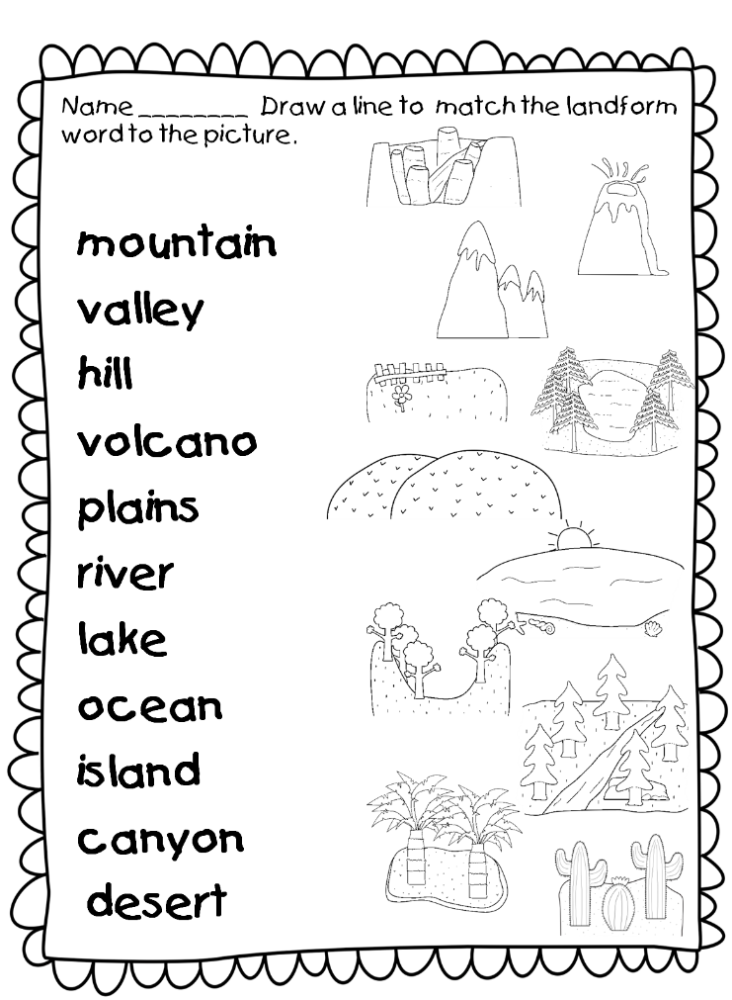 Name________ Draw a line to match the landform
word to the picture.
mountain
valley
hill
volcano
plains
river
lake
ocean
island
canyon
desert